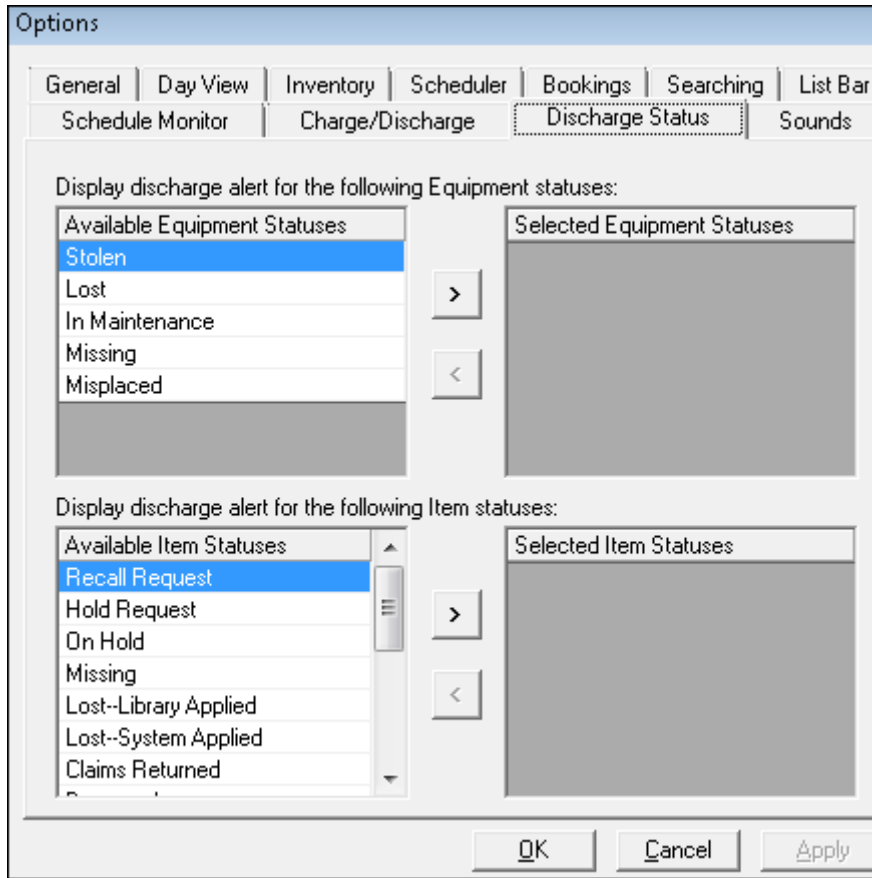 Options
General Day View Inventory Scheduler Bookings Searching List Bar
Schedule Monitor Charge/Discharge Discharge Status Sounds
Display discharge alert for the following Equipment statuses:
Available Equipment Statuses Selected Equipment Statuses
Stolen
Lost
>
In Maintenance
Missing
<
Misplaced
Display discharge alert for the following Item statuses:
Available Item Statuses Selected Item Statuses
Recall Request
Hold Request
>
On Hold
Missing
Lost--Library Applied
<
Lost--System Applied
Claims Returned
OK Cancel Apply